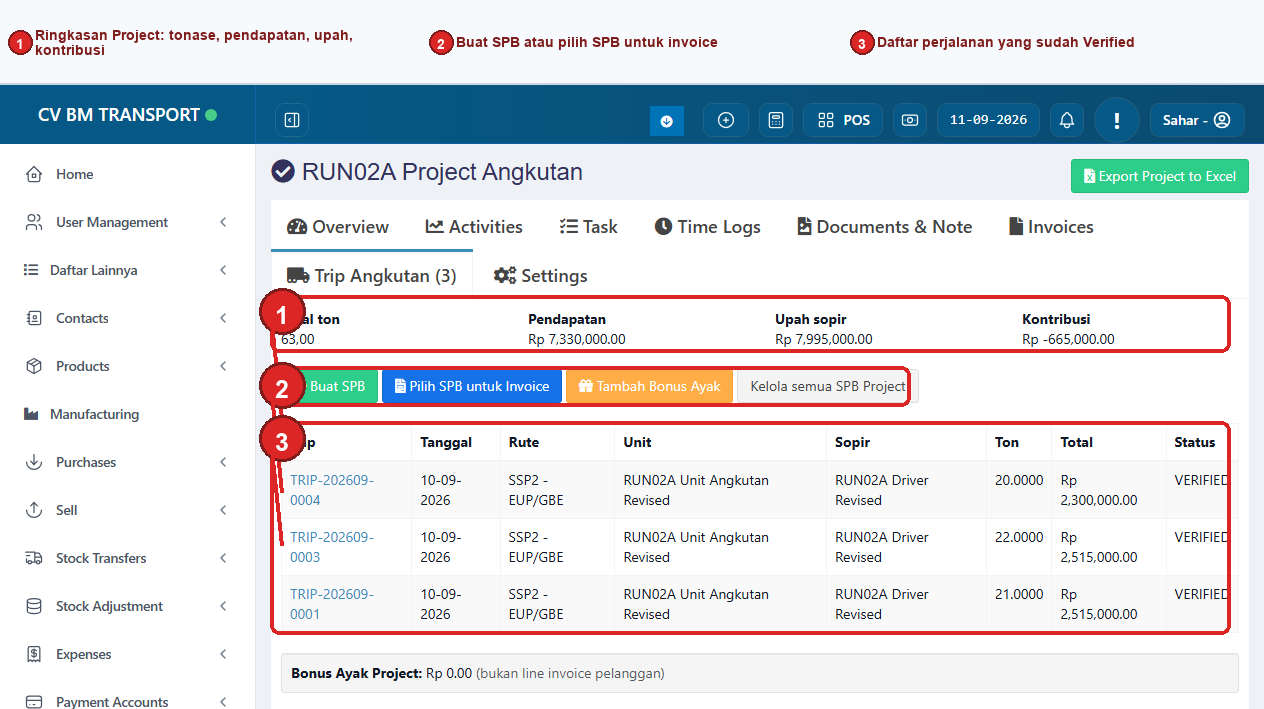 1 Ringkasan Project: tonase, pendapatan, upah,
kontribusi
2 Buat SPB atau pilih SPB untuk invoice
3 Daftar perjalanan yang sudah Verified
CV BM TRANSPORT
POS
11-09-2026
Sahar -
Home
User Management
Daftar Lainnya
Contacts
Products
Manufacturing
Purchases
Sell
Stock Transfers
Stock Adjustment
Expenses
Payment Accounts
RUN02A Project Angkutan
Export Project to Excel
Overview Activities Task Time Logs Documents & Note Invoices
Trip Angkutan (3) Settings
1
ton Pendapatan Upah sopir Kontribusi
63,00 Rp 7,330,000.00 Rp 7,995,000.00 Rp -665,000.00
2
Buat SPB Pilih SPB untuk Invoice Tambah Bonus Ayak Kelola semua SPB Project
3
Tanggal Rute Unit Sopir Ton Total Status
TRIP-202609- 10-09- SSP2 - RUN02A Unit Angkutan RUN02A Driver 20.0000 Rp VERIFIED
0004 2026 EUP/GBE Revised Revised 2,300,000.00
TRIP-202609- 10-09- SSP2 - RUN02A Unit Angkutan RUN02A Driver 22.0000 Rp VERIFIED
0003 2026 EUP/GBE Revised Revised 2,515,000.00
TRIP-202609- 10-09- SSP2 - RUN02A Unit Angkutan RUN02A Driver 21.0000 Rp VERIFIED
0001 2026 EUP/GBE Revised Revised 2,515,000.00
Bonus Ayak Project: Rp 0.00 (bukan line invoice pelanggan)